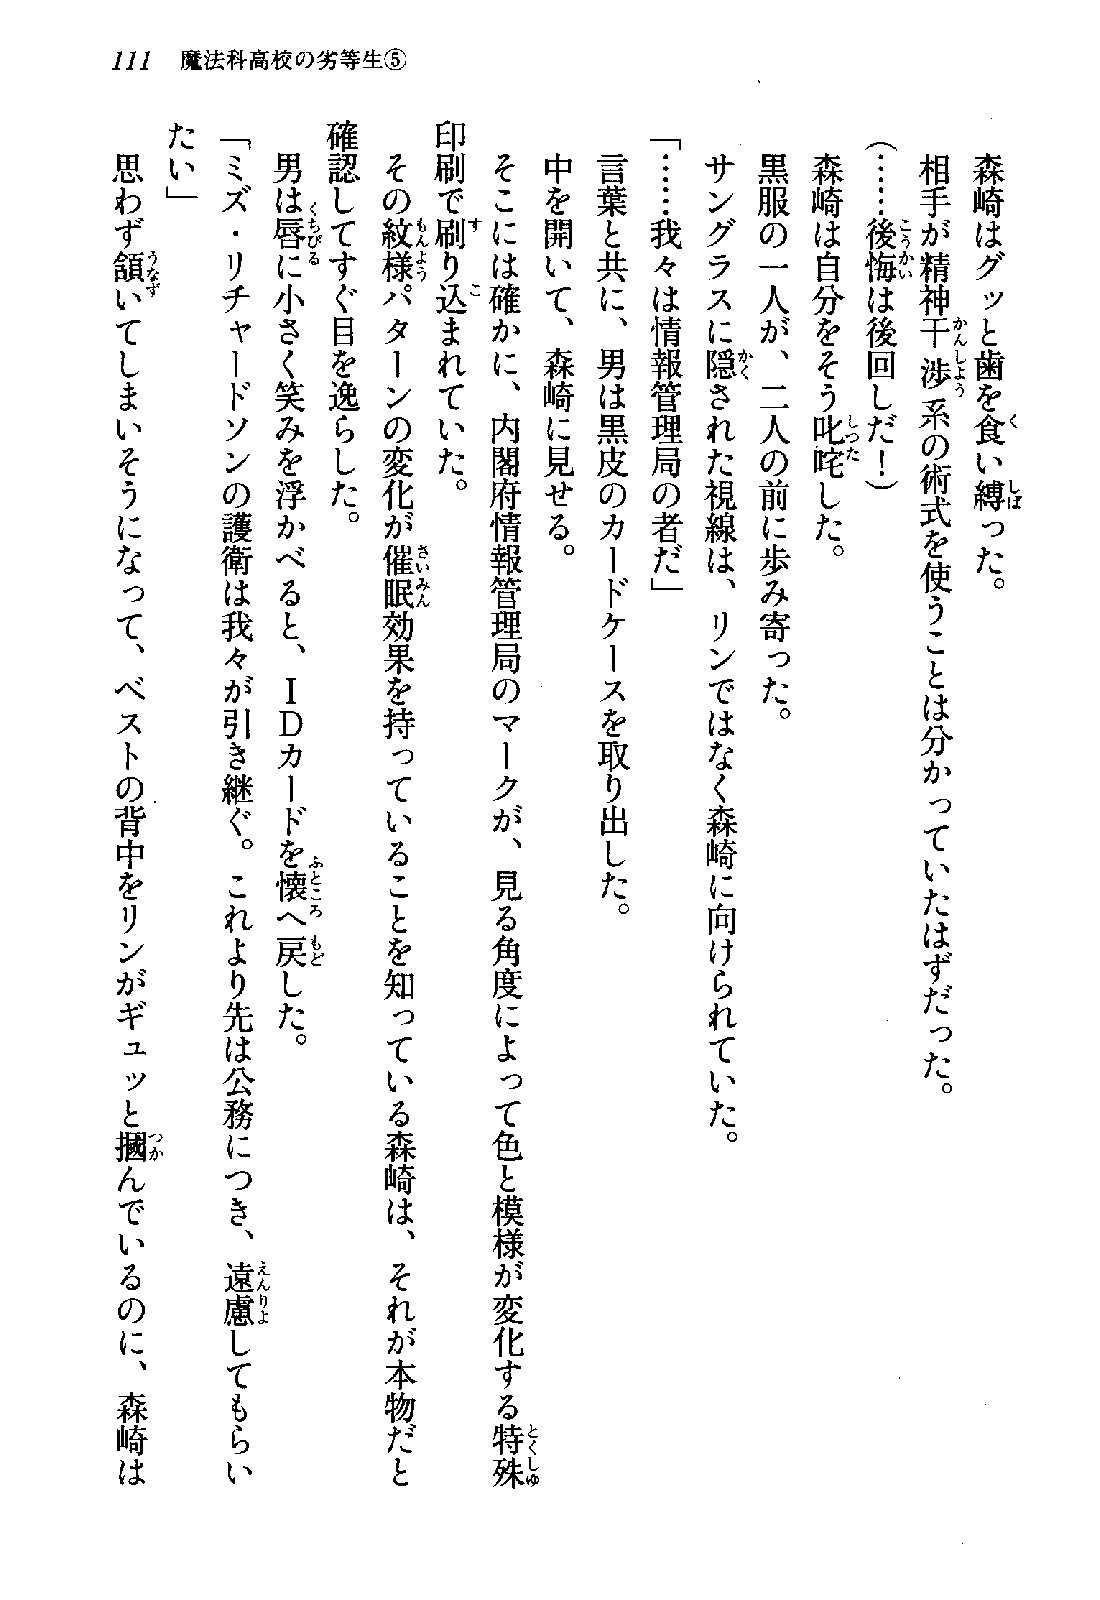 111 魔法科高校の劣等生⑤
森崎はグッと歯を食い縛った。
相手が精神干渉系の術式を使うことは分かっていたはずだった。
（……後悔は後回しだ！）
森崎は自分をそう叱咤した。
黒服の一人が、二人の前に歩み寄った。
サングラスに隠された視線は、リンではなく森崎に向けられていた。
「……我々は情報管理局の者だ」
言葉と共に、男は黒皮のカードケースを取り出した。
中を開いて、森崎に見せる。
そこには確かに、内閣府情報管理局のマークが、見る角度によって色と模様が変化する特殊
印刷で刷り込まれていた。
その紋様パターンの変化が催眠効果を持っていることを知っている森崎は、それが本物だと
確認してすぐ目を逸らした。
男は唇に小さく笑みを浮かべると、ＩＤカードを懐へ戻した。
「ミズ・リチャードソンの護衛は我々が引き継ぐ。これより先は公務につき、遠慮してもらい
たい」
思わず頷いてしまいそうになって、ベストの背中をリンがギュッと摑んでいるのに、森崎は